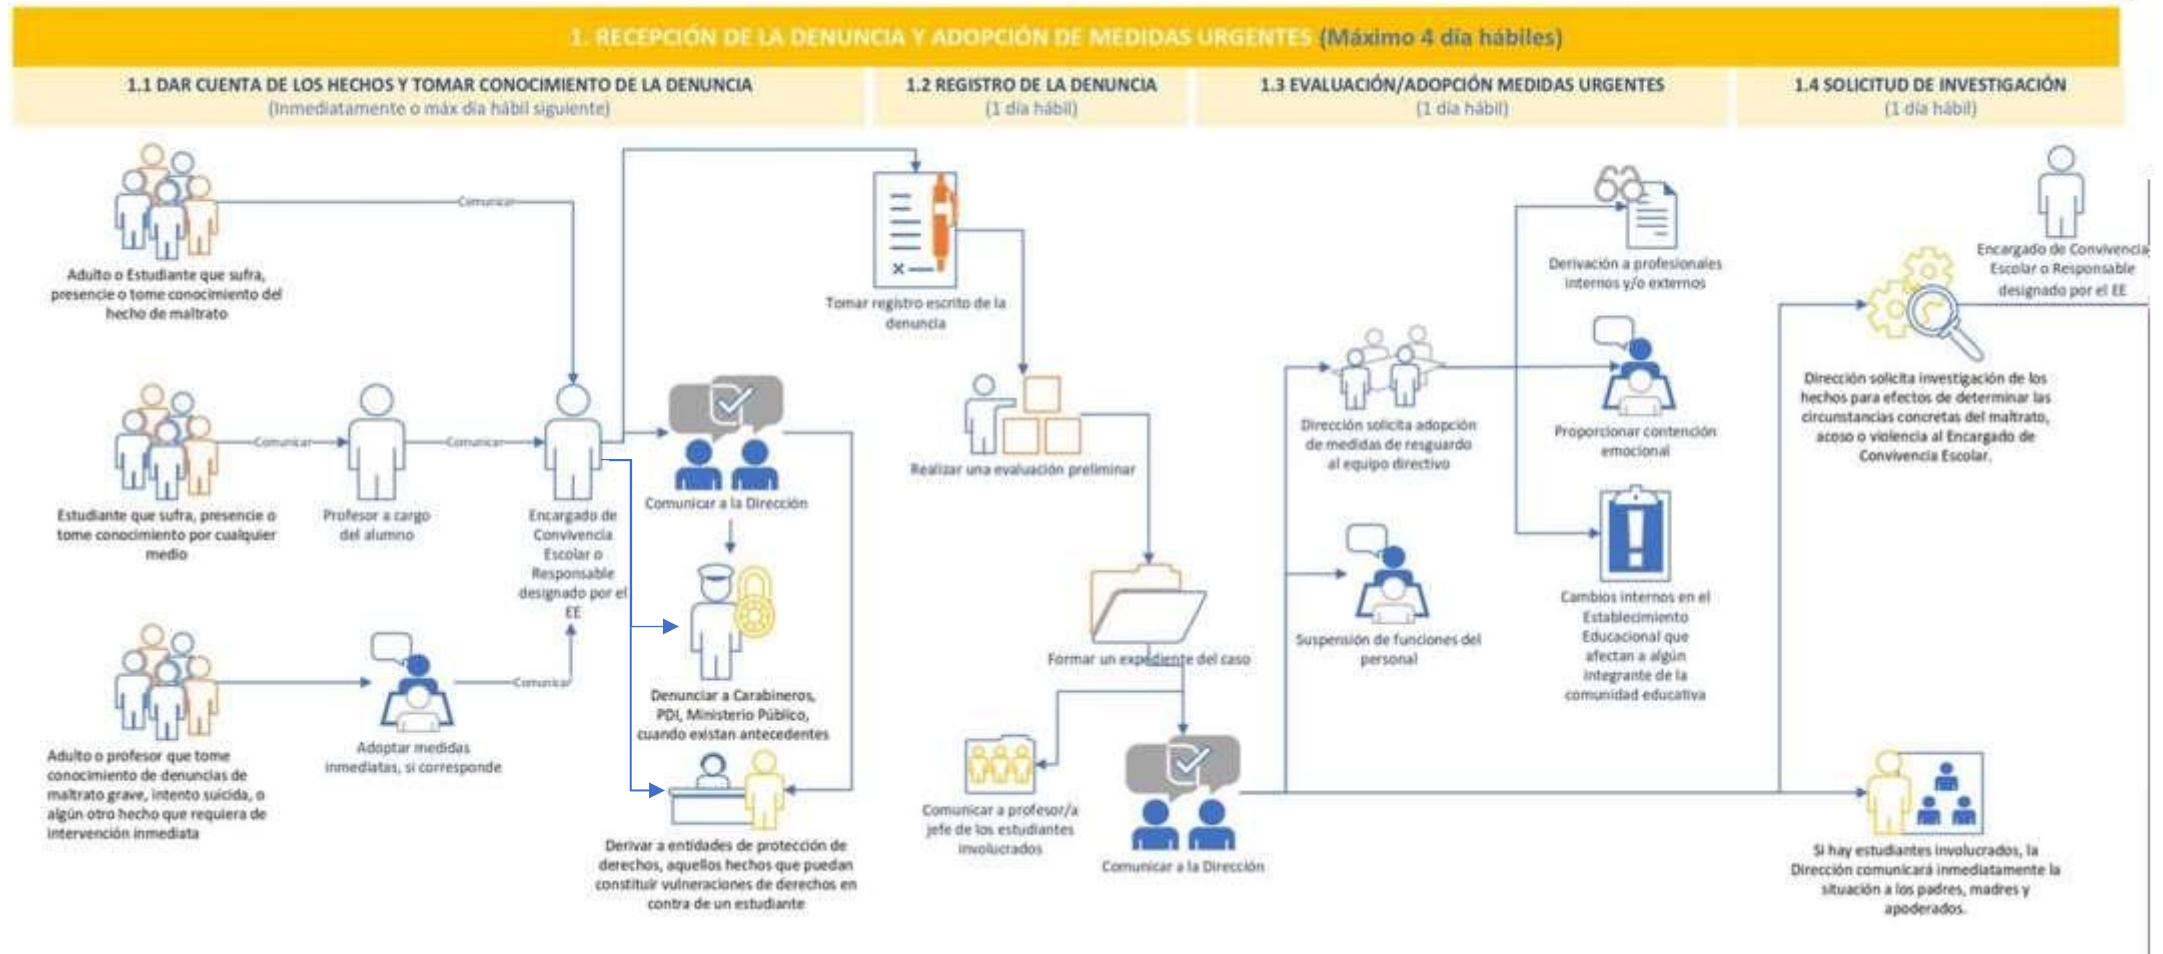 1. RECEPCIÓN DE LA DENUNCIA Y ADOPCIÓN DE MEDIDAS URGENTES (Máximo 4 día hábiles)
1.1 DAR CUENTA DE LOS HECHOS Y TOMAR CONOCIMIENTO DE LA DENUNCIA
(Inmediatamente o máx día hábil siguiente)
1.2 REGISTRO DE LA DENUNCIA
(1 día hábil)
1.3 EVALUACIÓN/ADOPCIÓN MEDIDAS URGENTES
(1 día hábil)
1.4 SOLICITUD DE INVESTIGACIÓN
(1 día hábil)
Comunicar
Adulto o Estudiante que sufra,
presencie o tome conocimiento del
hecho de maltrato
Comunicar
Comunicar
Estudiante que sufra, presencie o
tome conocimiento por cualquier
medio
Profesor a cargo
del alumno
Encargado de
Convivencia
Escolar o
Responsable
designado por el
EE
Comunicar
Adulto o profesor que tome
conocimiento de denuncias de
maltrato grave, intento suicida, o
algún otro hecho que requiera de
intervención inmediata
Adoptar medidas
inmediatas, si corresponde
Comunicar a la Dirección
Denunciar a Carabineros,
PDI, Ministerio Público,
cuando existan antecedentes
Derivar a entidades de protección de
derechos, aquellos hechos que puedan
constituir vulneraciones de derechos en
contra de un estudiante
Tomar registro escrito de la
denuncia
Realizar una evaluación preliminar
Formar un expediente del caso
Comunicar a profesor/a
jefe de los estudiantes
involucrados
Comunicar a la Dirección
Dirección solicita adopción
de medidas de resguardo
al equipo directivo
Suspensión de funciones del
personal
Derivación a profesionales
internos y/o externos
Proporcionar contención
emocional
Cambios internos en el
Establecimiento
Educacional que
afectan a algún
integrante de la
comunidad educativa
Encargado de Convivencia
Escolar o Responsable
designado por el EE
Dirección solicita investigación de los
hechos para efectos de determinar las
circunstancias concretas del maltrato,
acoso o violencia al Encargado de
Convivencia Escolar.
Si hay estudiantes involucrados, la
Dirección comunicará inmediatamente la
situación a los padres, madres y
apoderados.